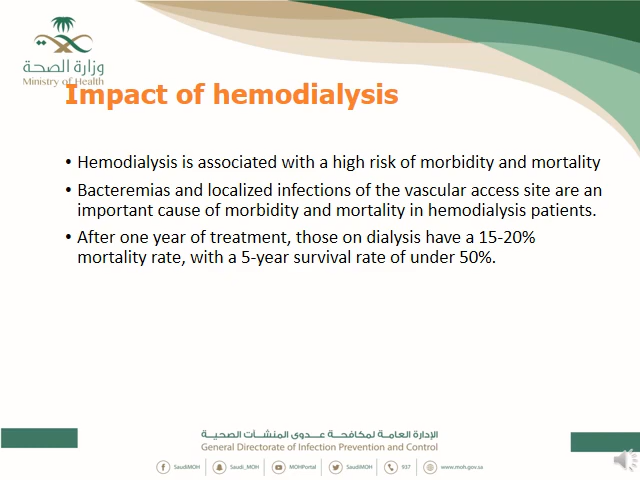 وزارة الصحة
Ministry of Health
Impact of hemodialysis
• Hemodialysis is associated with a high risk of morbidity and mortality
• Bacteremias and localized infections of the vascular access site are an
important cause of morbidity and mortality in hemodialysis patients.
• After one year of treatment, those on dialysis have a 15-20%
mortality rate, with a 5-year survival rate of under 50%.
الإدارة العامة لمكافحة عدوى المنشآت الصحية
General Directorate of Infection Prevention and Control
SaudiMOH Saudi_MOH MOHPortal SaudiMOH 937 www.moh.gov.sa